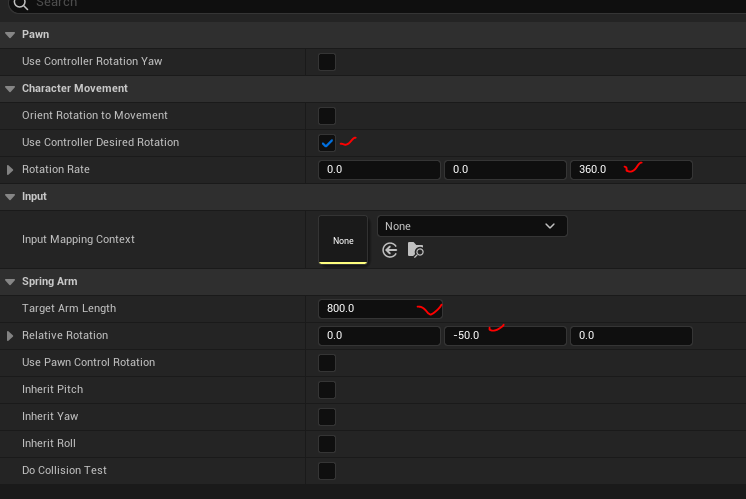 Search
Pawn
Use Controller Rotation Yaw
Character Movement
Orient Rotation to Movement
Use Controller Desired Rotation
Rotation Rate 0.0 0.0 360.0
Input
Input Mapping Context None None
Spring Arm
Target Arm Length 800.0
Relative Rotation 0.0 -50.0 0.0
Use Pawn Control Rotation
Inherit Pitch
Inherit Yaw
Inherit Roll
Do Collision Test